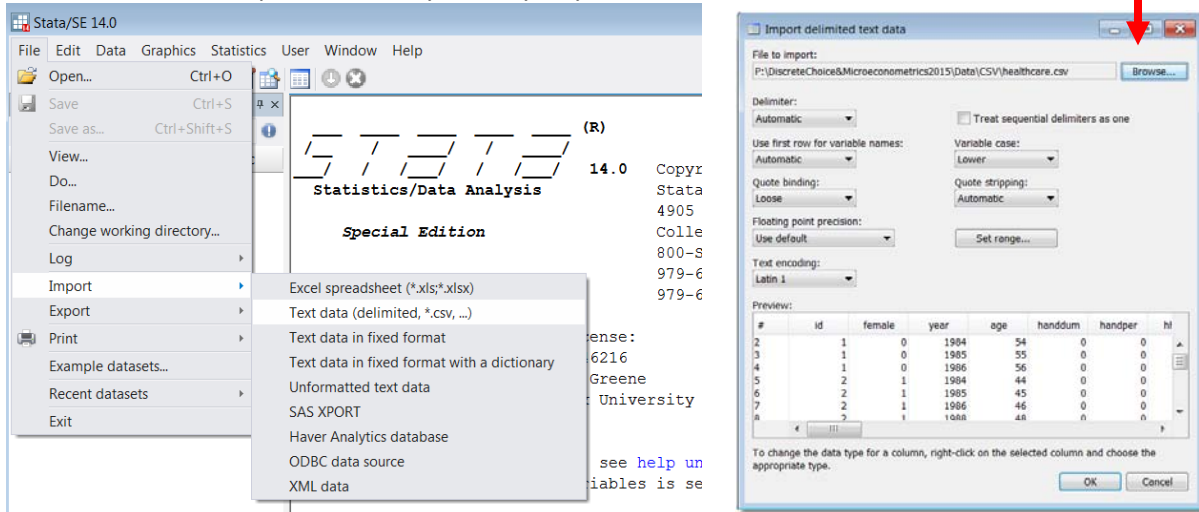 Stata/SE 14.0
File Edit Data Graphics Statistics User Window Help
Open... Ctrl+O
Save Ctrl+S
Save as... Ctrl+Shift+S
View...
Do...
Filename...
Change working directory...
Log
Import
Export
Print
Example datasets...
Recent datasets
Exit
Excel spreadsheet (*.xls;*.xlsx)
Text data (delimited, *.csv, ...)
Text data in fixed format
Text data in fixed format with a dictionary
Unformatted text data
SAS XPORT
Haver Analytics database
ODBC data source
XML data
(R)
STATA
14.0 Copyr
Statistics/Data Analysis Stata
4905
Special Edition Colle
800-S
979-6
979-6
ense:
6216
Greene
University
see help un
iables is se
Import delimited text data
File to import:
P:\DiscreteChoice&Microeconometrics2015\Data\CSV\healthcare.csv Browse...
Delimiter:
Automatic Treat sequential delimiters as one
Use first row for variable names: Variable case:
Automatic Lower
Quote binding: Quote stripping:
Loose Automatic
Floating point precision:
Use default Set range...
Text encoding:
Latin 1
Preview:
# id female year age handdum handper hl
2 1 0 1984 54 0 0
3 1 0 1985 55 0 0
4 1 0 1986 56 0 0
5 2 1 1984 44 0 0
6 2 1 1985 45 0 0
7 2 1 1986 46 0 0
8 2 1 1988 48 0 0
To change the data type for a column, right-click on the selected column and choose the
appropriate type.
OK Cancel